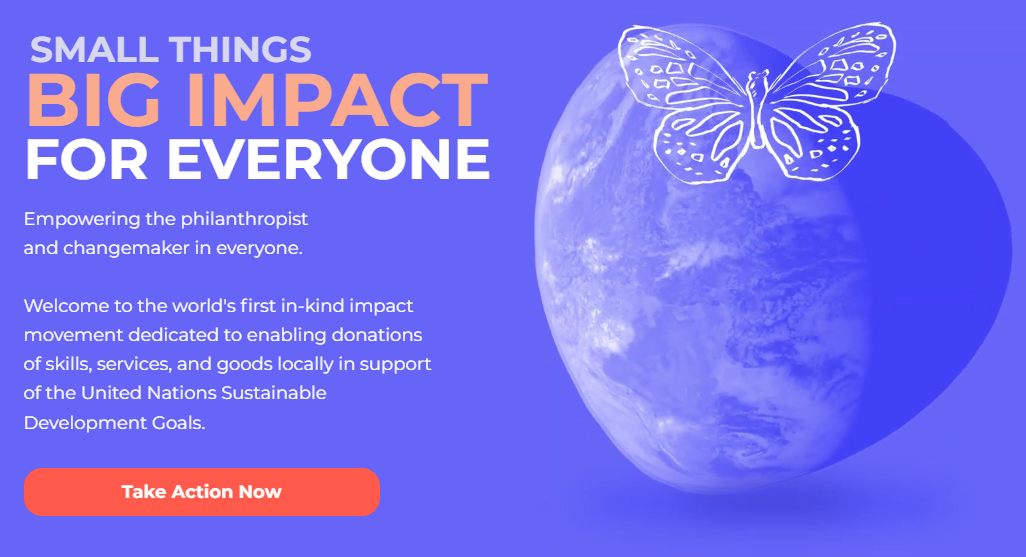 SMALL THINGS
BIG IMPACT
FOR EVERYONE
Empowering the philanthropist
and changemaker in everyone.
Welcome to the world's first in-kind impact
movement dedicated to enabling donations
of skills, services, and goods locally in support
of the United Nations Sustainable
Development Goals.
Take Action Now